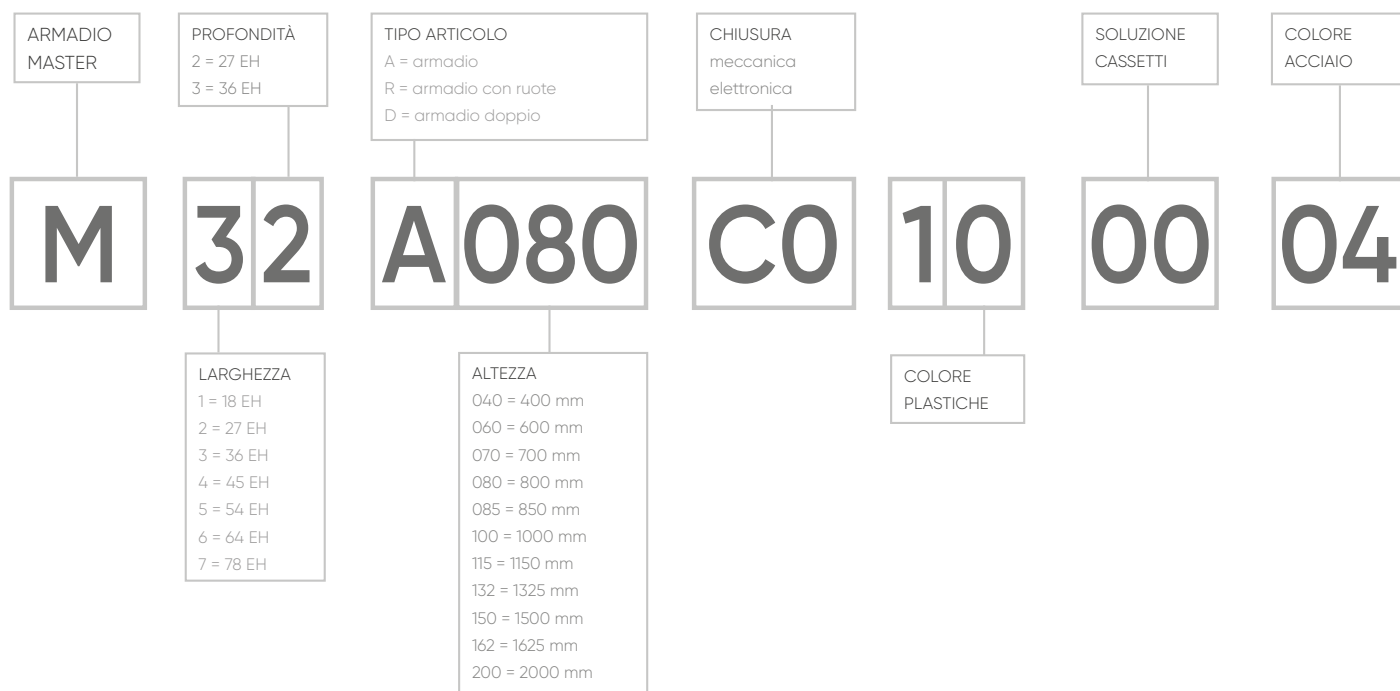 ARMADIO
MASTER
PROFONDITÀ
2 = 27 EH
3 = 36 EH
TIPO ARTICOLO
A = armadio
R = armadio con ruote
D = armadio doppio
CHIUSURA
meccanica
elettronica
SOLUZIONE
CASSETTI
COLORE
ACCIAIO
M 32 A080 C0 10 00 04
LARGHEZZA
1 = 18 EH
2 = 27 EH
3 = 36 EH
4 = 45 EH
5 = 54 EH
6 = 64 EH
7 = 78 EH
ALTEZZA
040 = 400 mm
060 = 600 mm
070 = 700 mm
080 = 800 mm
085 = 850 mm
100 = 1000 mm
115 = 1150 mm
132 = 1325 mm
150 = 1500 mm
162 = 1625 mm
200 = 2000 mm
COLORE
PLASTICHE